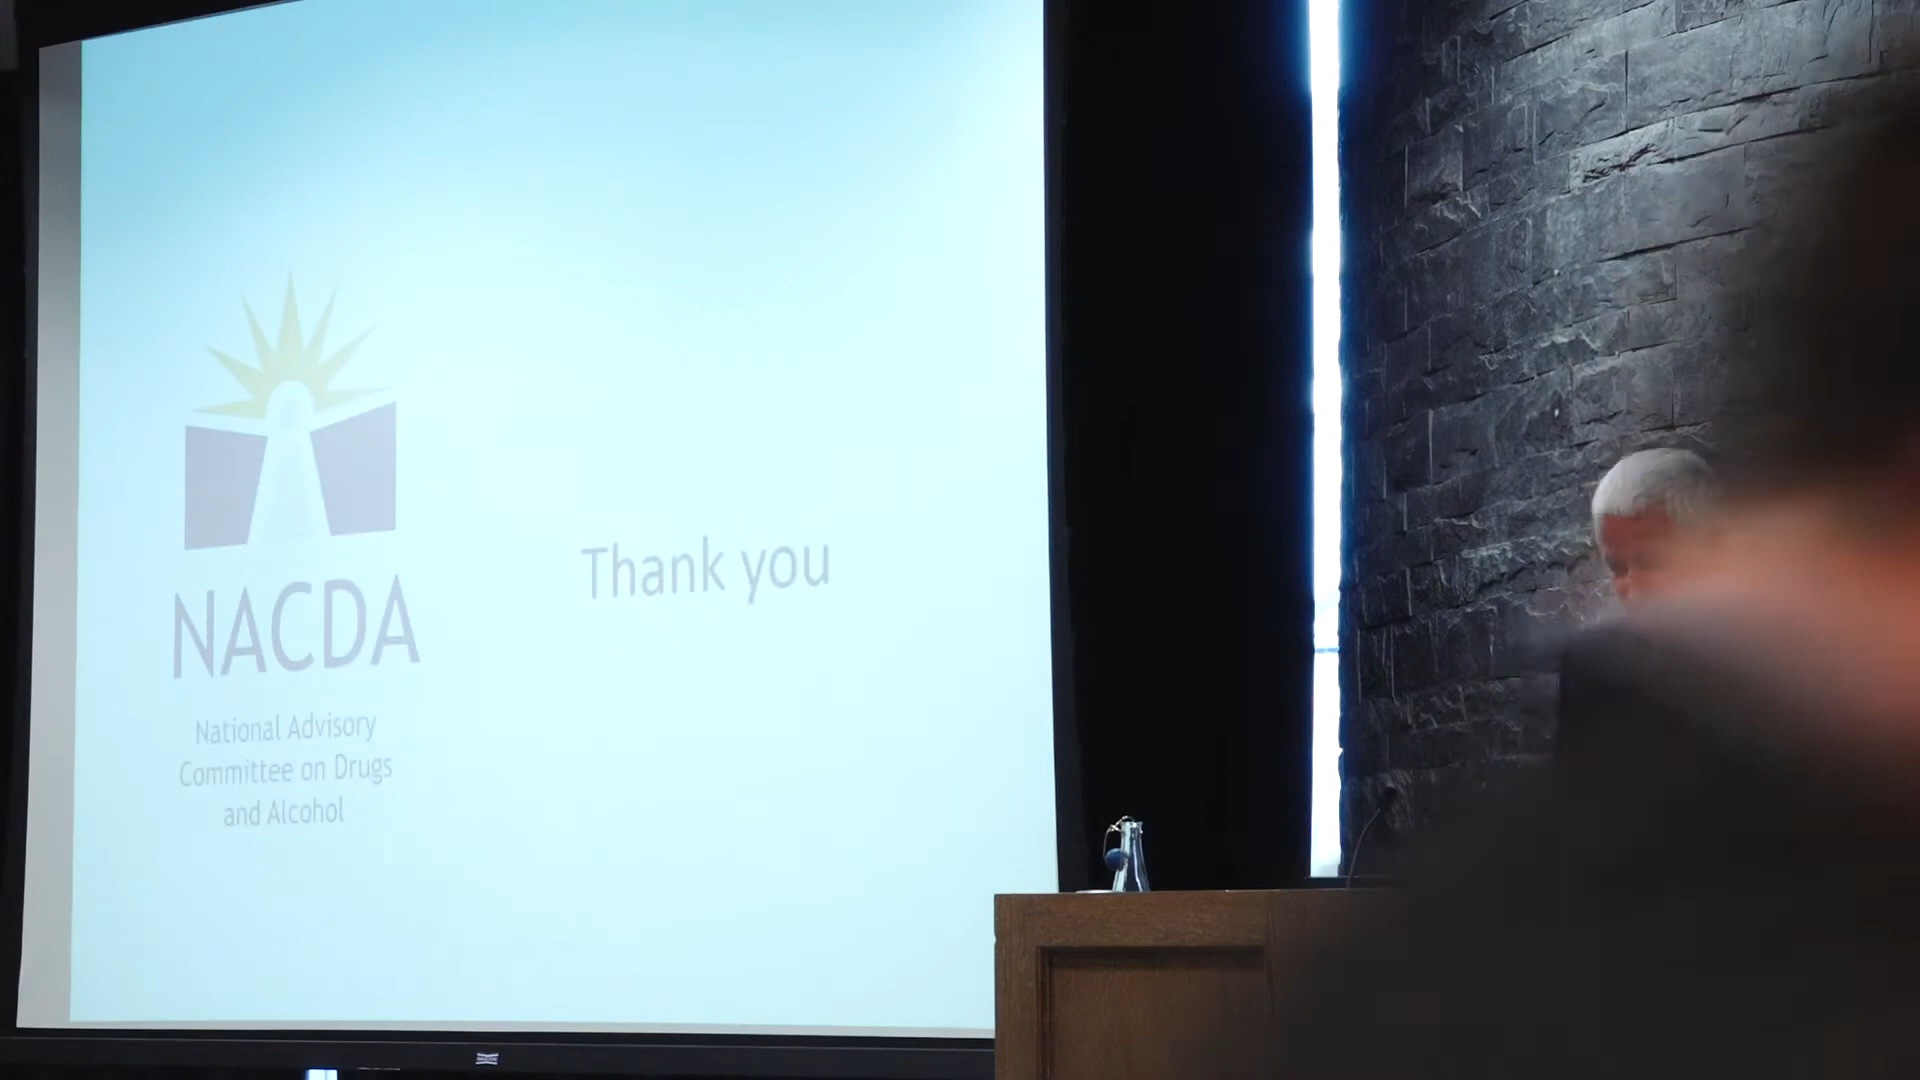 NACDA
National Advisory
Committee on Drugs
and Alcohol
Thank you